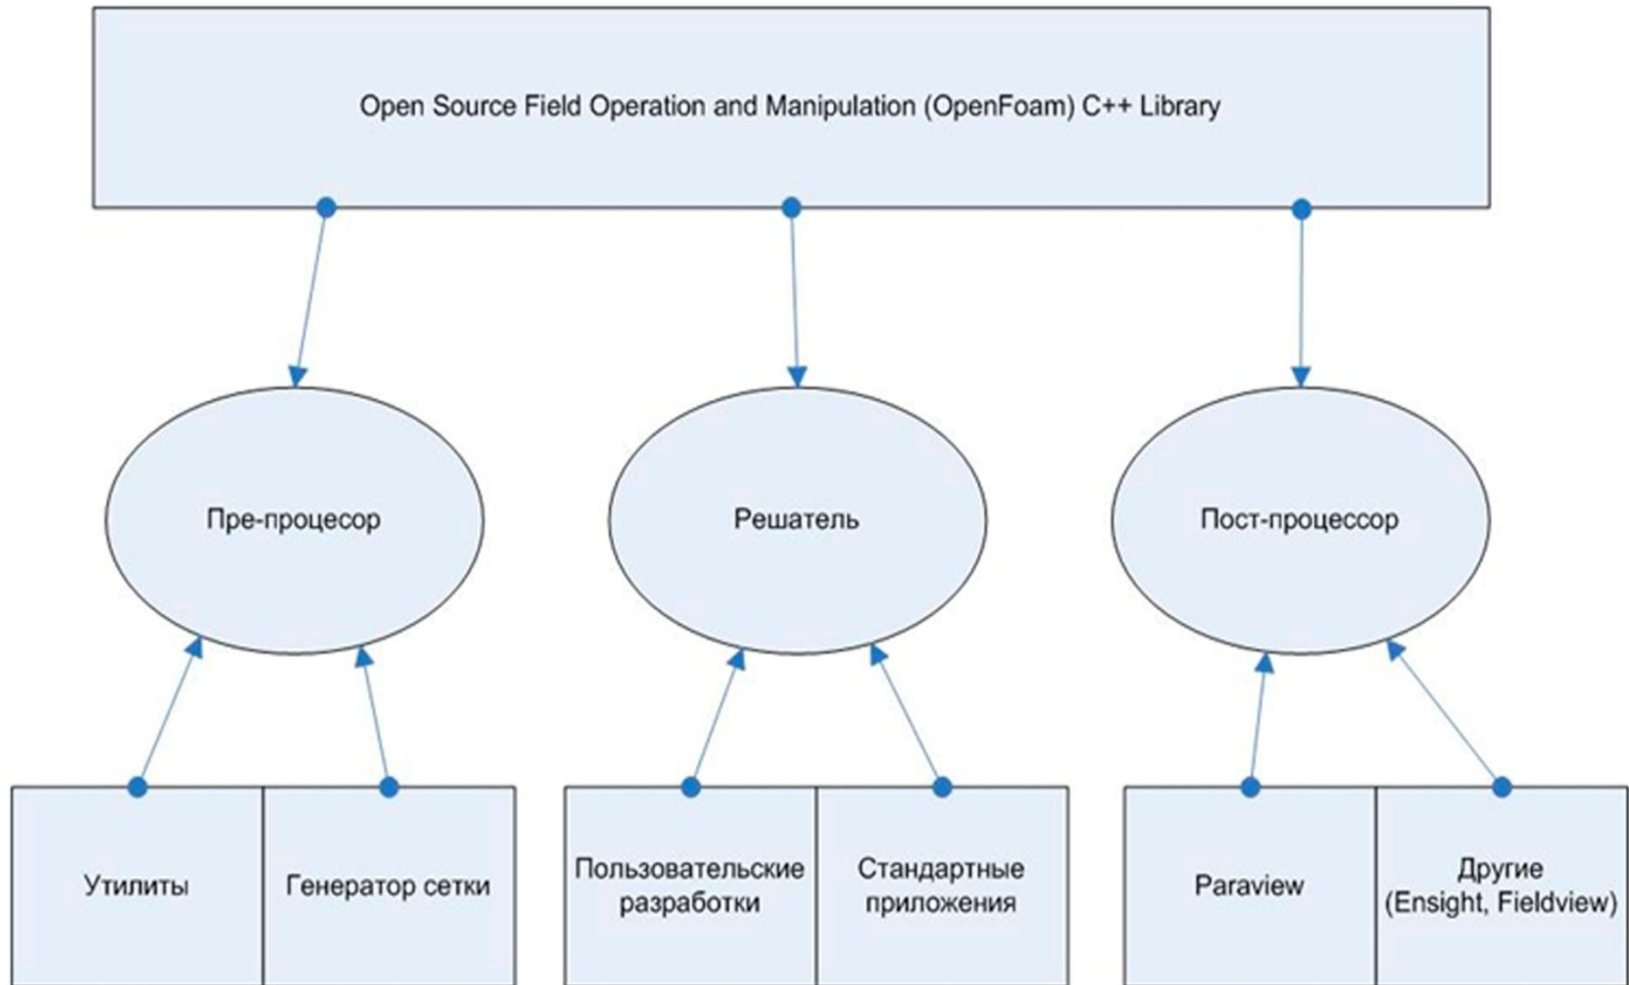 Open Source Field Operation and Manipulation (OpenFoam) C++ Library
Пре-процесор
Решатель
Пост-процессор
Утилиты
Генератор сетки
Пользовательские
разработки
Стандартные
приложения
Paraview
Другие
(Ensight, Fieldview)